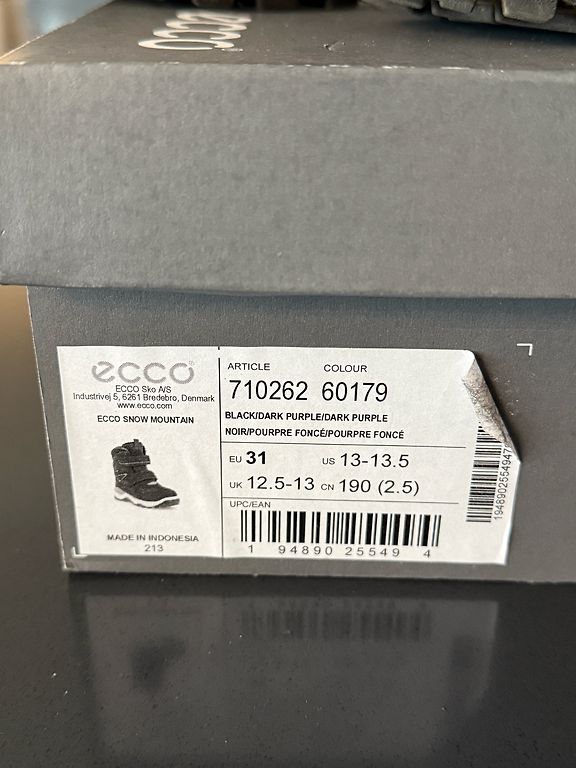 ecco
ecco®
ECCO Sko A/S
Industrivej 5, 6261 Bredebro, Denmark
www.ecco.com
ECCO SNOW MOUNTAIN
MADE IN INDONESIA
213
ARTICLE COLOUR
710262 60179
BLACK/DARK PURPLE/DARK PURPLE
NOIR/POURPRE FONCÉ/POURPRE FONCÉ
EU 31 US 13-13.5
UK 12.5-13 CN 190 (2.5)
UPC/EAN
1 94890 25549 4
194890255494